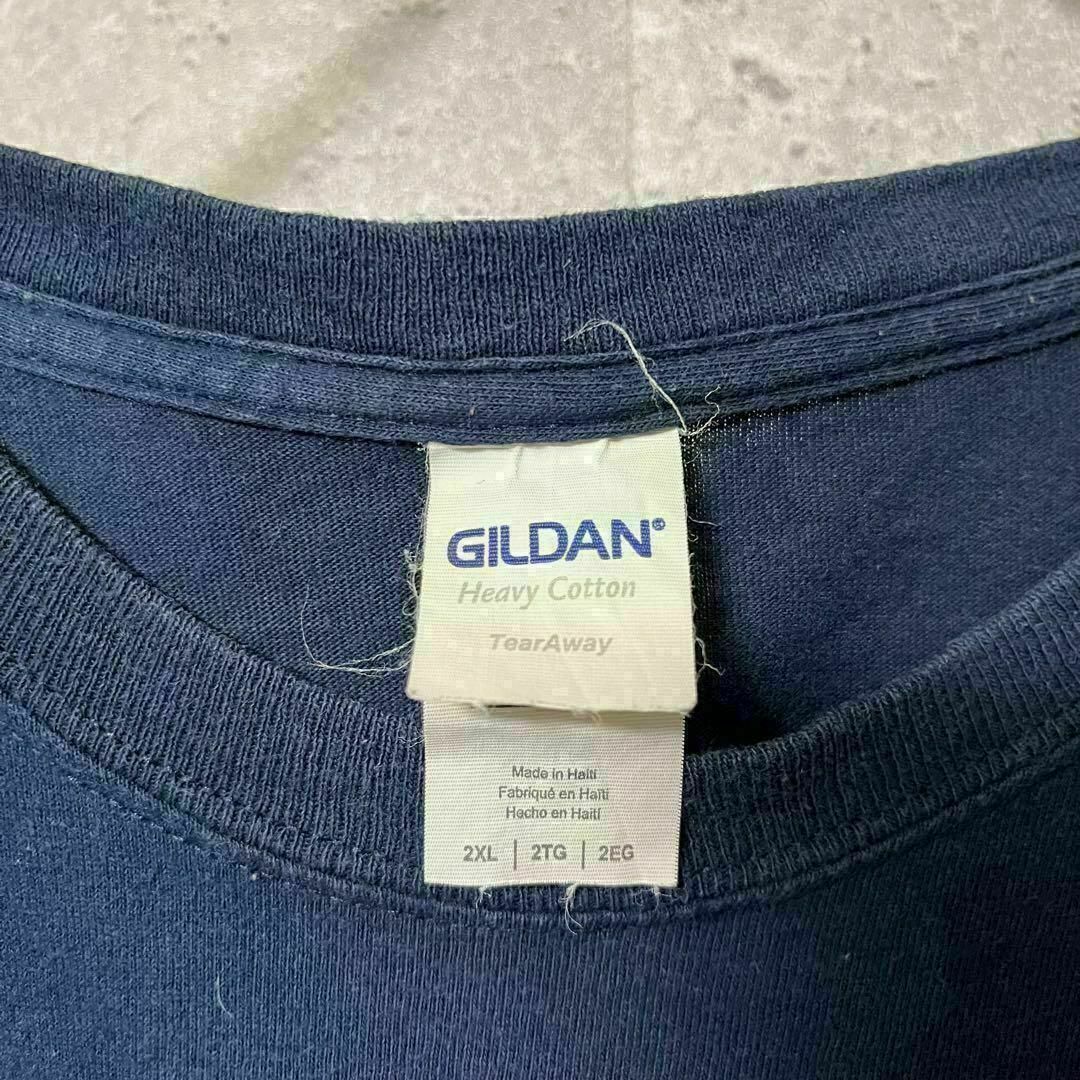 GILDAN®
Heavy Cotton
TearAway
Made in Haiti
Fabriqué en Haïti
Hecho en Haití
2XL | 2TG | 2EG